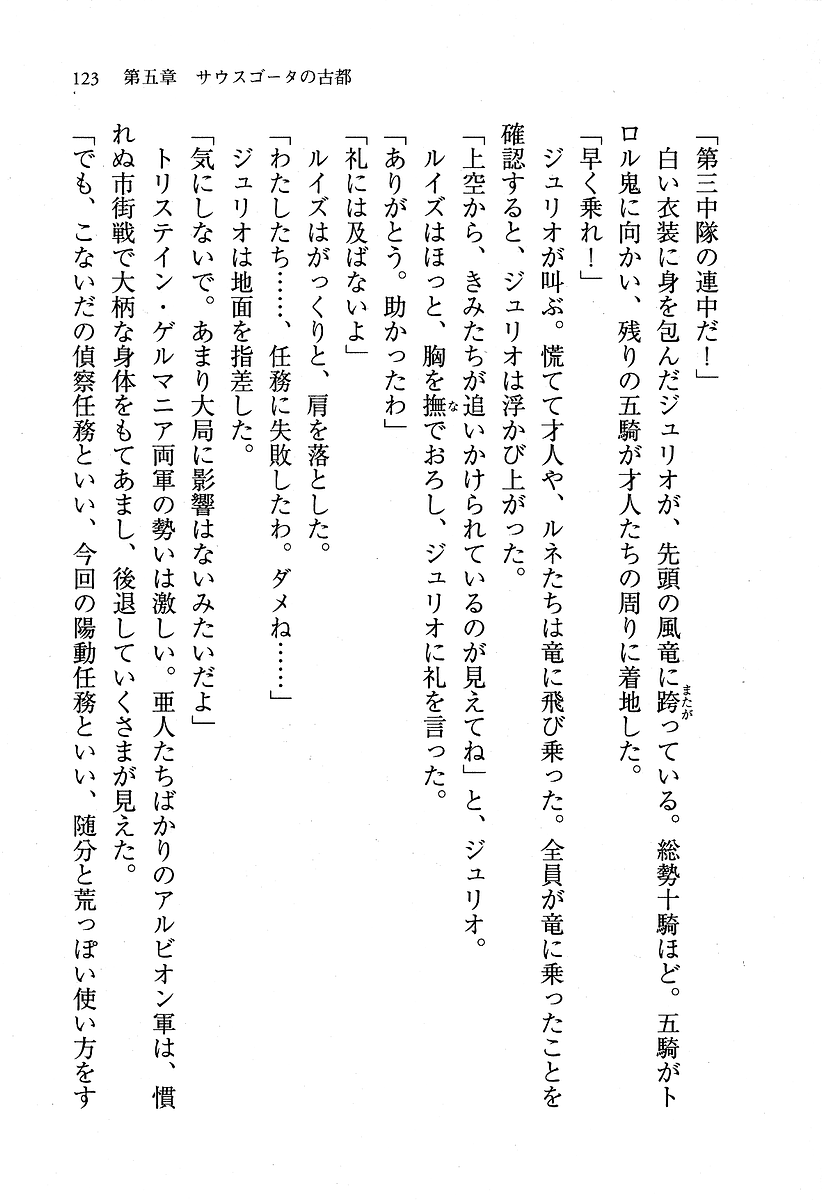 123 第五章 サウスゴータの古都
「第三中隊の連中だ！」
白い衣装に身を包んだジュリオが、先頭の風竜に跨っている。総勢十騎ほど。五騎がト
ロル鬼に向かい、残りの五騎が才人たちの周りに着地した。
「早く乗れ！」
ジュリオが叫ぶ。慌てて才人や、ルネたちは竜に飛び乗った。全員が竜に乗ったことを
確認すると、ジュリオは浮かび上がった。
「上空から、きみたちが追いかけられているのが見えてね」と、ジュリオ。
ルイズはほっと、胸を撫でおろし、ジュリオに礼を言った。
「ありがとう。助かったわ」
「礼には及ばないよ」
ルイズはがっくりと、肩を落とした。
「わたしたち……、任務に失敗したわ。ダメね……」
ジュリオは地面を指差した。
「気にしないで。あまり大局に影響はないみたいだよ」
トリステイン・ゲルマニア両軍の勢いは激しい。亜人たちばかりのアルビオン軍は、慣
れぬ市街戦で大柄な身体をもてあまし、後退していくさまが見えた。
「でも、こないだの偵察任務といい、今回の陽動任務といい、随分と荒っぽい使い方をす